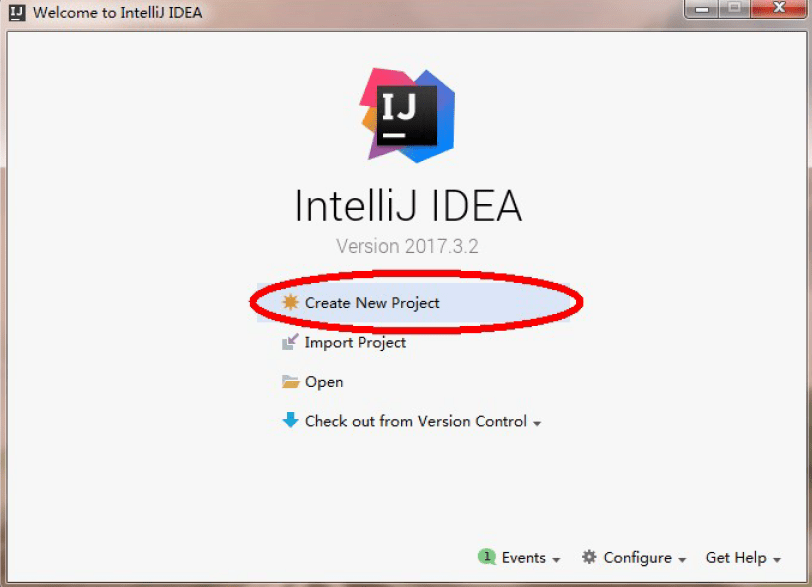 Welcome to IntelliJ IDEA
IJ
IntelliJ IDEA
Version 2017.3.2
Create New Project
Import Project
Open
Check out from Version Control
1 Events Configure Get Help